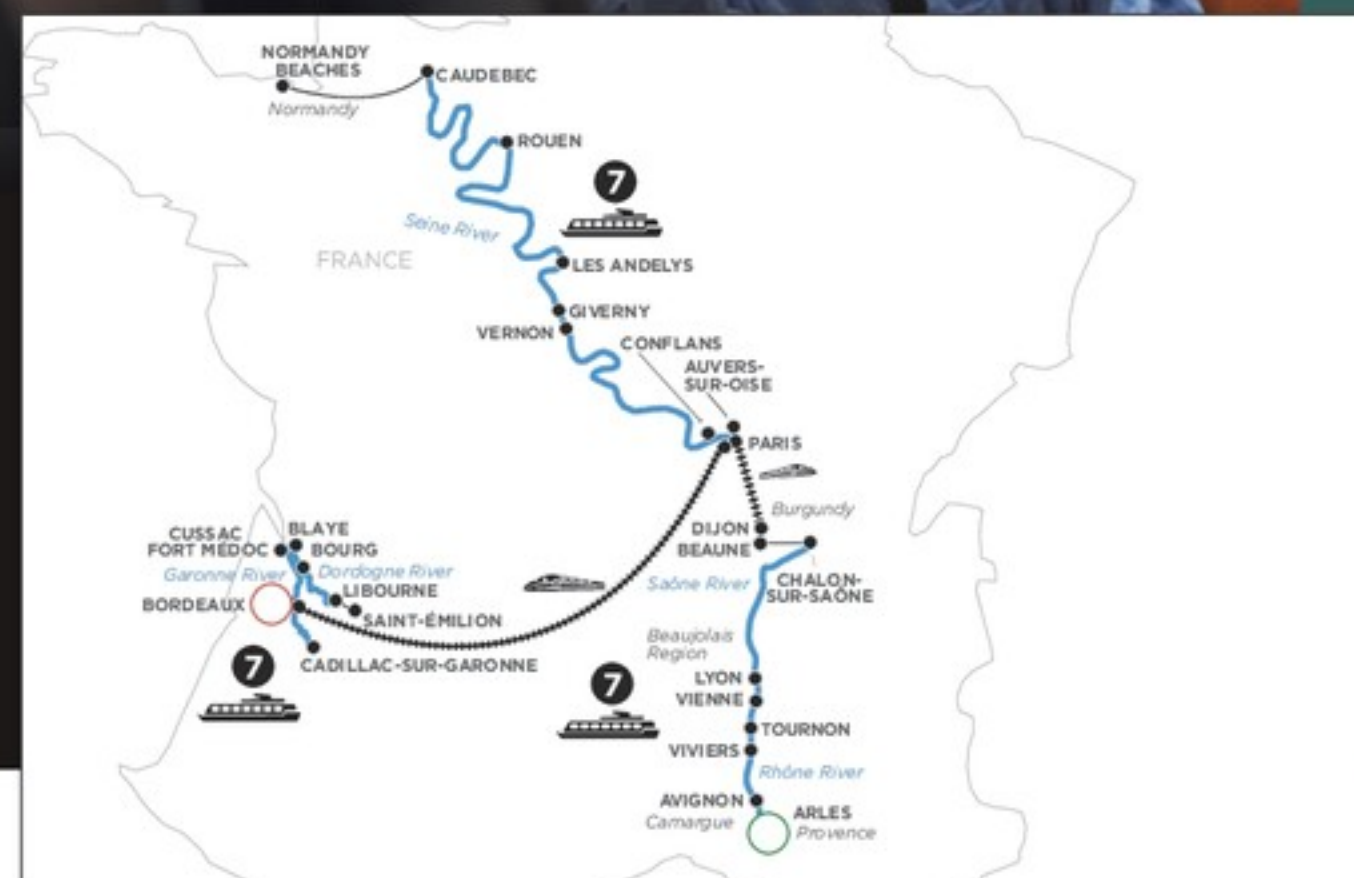 NORMANDY
BEACHES
Normandy
CAUDEBEC
ROUEN
7
Seine River
FRANCE
LES ANDELYS
GIVERNY
VERNON
CONFLANS
AUVERS-
SUR-OISE
PARIS
Burgundy
DIJON
BEAUNE
CHALON-
SUR-SAÔNE
Saône River
CUSSAC
FORT MÉDOC
BLAYE
BOURG
Garonne River
Dordogne River
LIBOURNE
BORDEAUX
SAINT-ÉMILION
CADILLAC-SUR-GARONNE
7
Beaujolais
Region
7
LYON
VIENNE
TOURNON
VIVIERS
Rhône River
AVIGNON
Camargue
ARLES
Provence